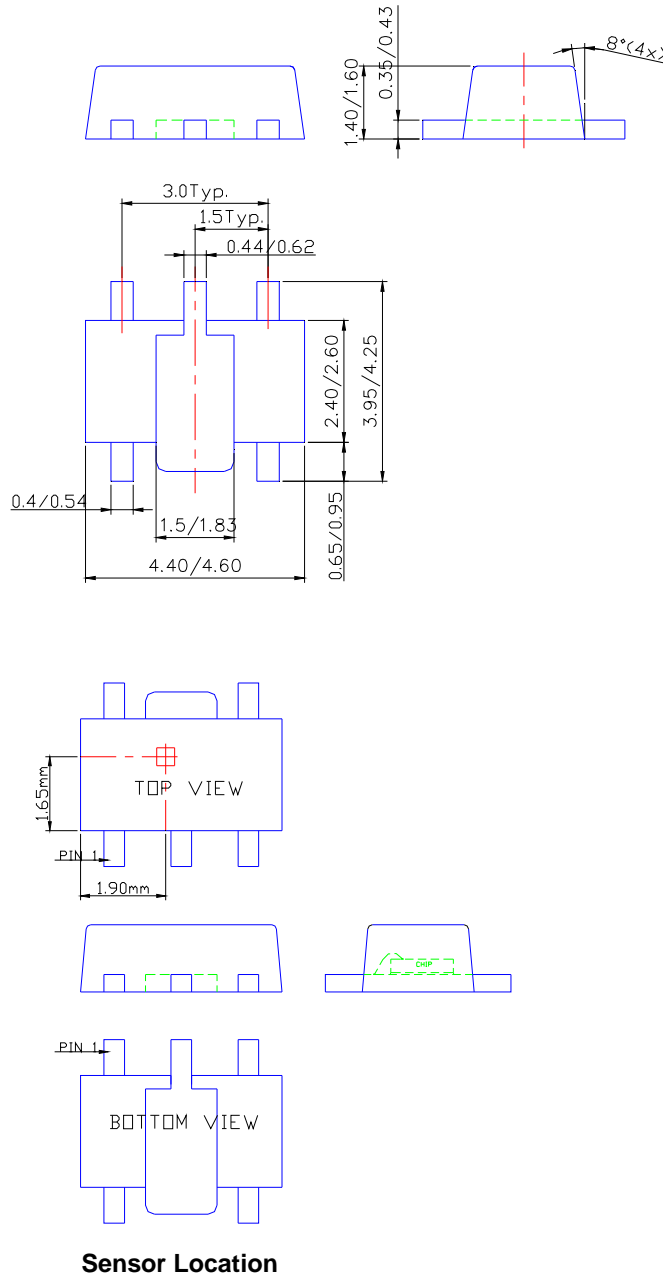 1.40/1.60
0.35/0.43
8°(4x)
3.0Typ.
1.5Typ.
0.44/0.62
2.40/2.60
3.95/4.25
0.4/0.54
1.5/1.83
0.65/0.95
4.40/4.60
1.65mm
TOP VIEW
PIN 1
1.90mm
CHIP
PIN 1
BOTTOM VIEW
Sensor Location